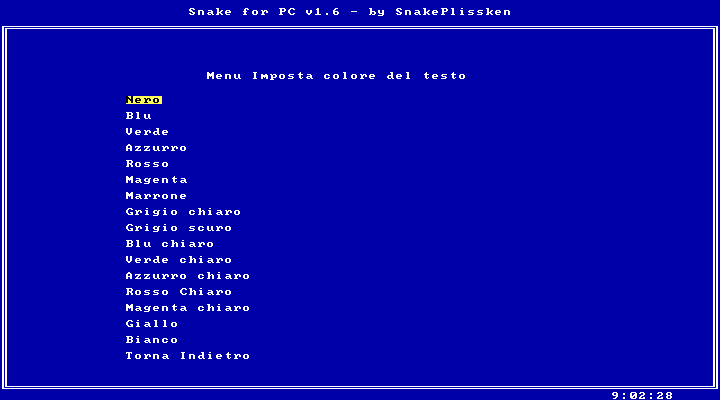 Snake for PC v1.6 - by SnakePlissken
Menu Imposta colore del testo
Nero
Blu
Verde
Azzurro
Rosso
Magenta
Marrone
Grigio chiaro
Grigio scuro
Blu chiaro
Verde chiaro
Azzurro chiaro
Rosso Chiaro
Magenta chiaro
Giallo
Bianco
Torna Indietro
9:02:28